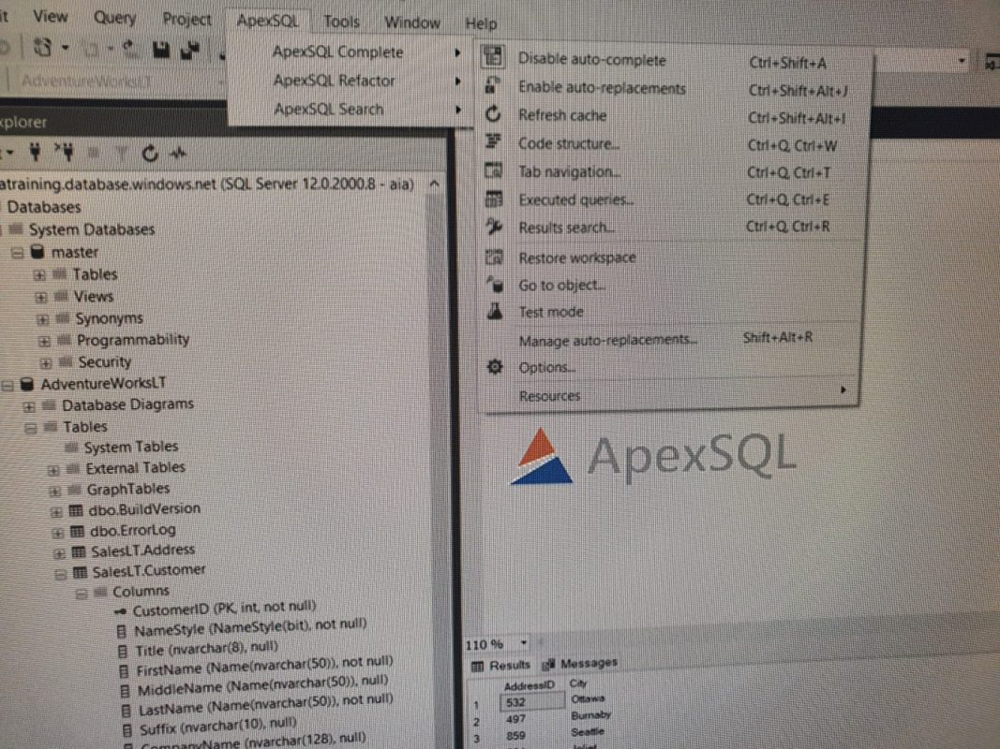 it View Query Project ApexSQL Tools Window Help
ApexSQL Complete
ApexSQL Refactor
ApexSQL Search
Disable auto-complete Ctrl+Shift+A
Enable auto-replacements Ctrl+Shift+Alt+J
Refresh cache Ctrl+Shift+Alt+I
Code structure... Ctrl+Q, Ctrl+W
Tab navigation... Ctrl+Q, Ctrl+T
Executed queries... Ctrl+Q, Ctrl+E
Results search... Ctrl+Q, Ctrl+R
Restore workspace
Go to object...
Test mode
Manage auto-replacements... Shift+Alt+R
Options...
Resources
AdventureWorksLT
xplorer
atraining.database.windows.net (SQL Server 12.0.2000.8 - aia)
Databases
System Databases
master
Tables
Views
Synonyms
Programmability
Security
AdventureWorksLT
Database Diagrams
Tables
System Tables
External Tables
GraphTables
dbo.BuildVersion
dbo.ErrorLog
SalesLT.Address
SalesLT.Customer
Columns
CustomerID (PK, int, not null)
NameStyle (NameStyle(bit), not null)
Title (nvarchar(8), null)
FirstName (Name(nvarchar(50)), not null)
MiddleName (Name(nvarchar(50)), null)
LastName (Name(nvarchar(50)), not null)
Suffix (nvarchar(10), null)
CompanyName (nvarchar(128), null)
ApexSQL
110 %
Results Messages
AddressID City
1 532 Ottawa
2 497 Burnaby
3 859 Seattle
Joliet